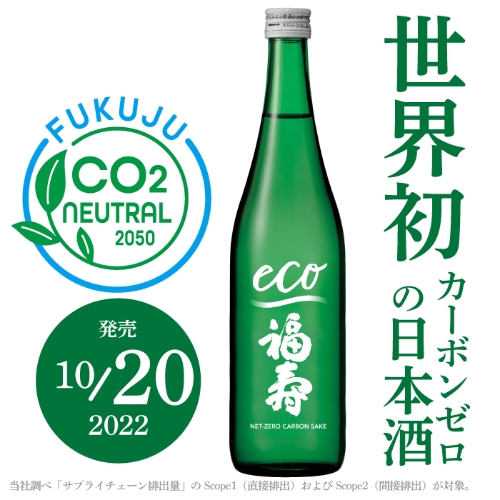 世界初
カーボンゼロ
の日本酒
FUKUJU
CO2
NEUTRAL
2050
発売
10/20
2022
eco
福寿
NET-ZERO CARBON SAKE
当社調べ「サプライチェーン排出量」のScope1（直接排出）およびScope2（間接排出）が対象。